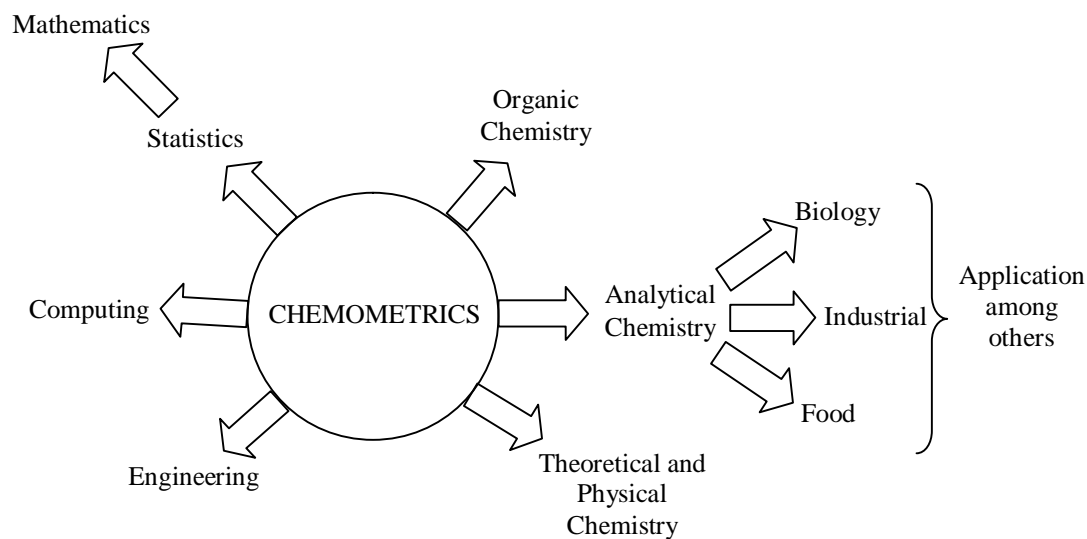 Mathematics
Statistics
Organic
Chemistry
Biology
Computing
CHEMOMETRICS
Analytical
Chemistry
Industrial
Application
among
others
Food
Engineering
Theoretical and
Physical
Chemistry